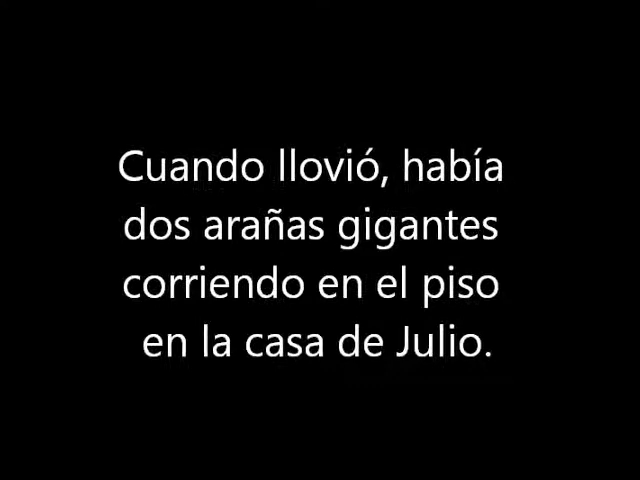 Cuando llovió, había
dos arañas gigantes
corriendo en el piso
en la casa de Julio.